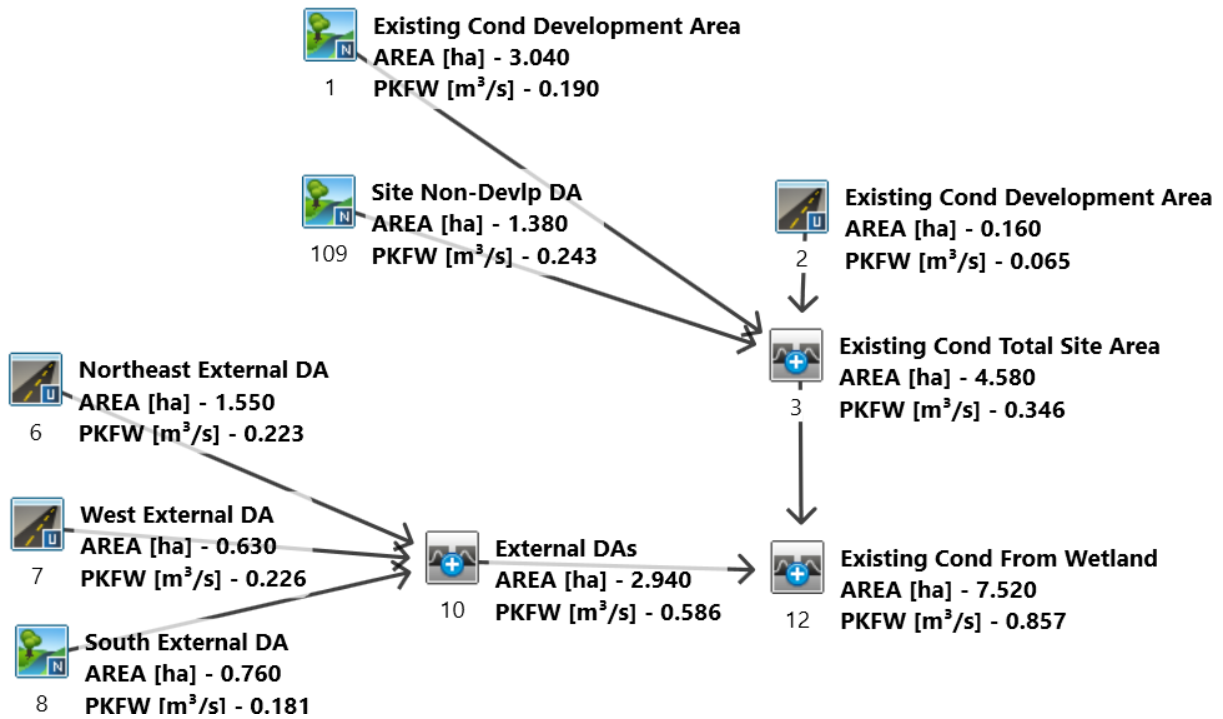 Existing Cond Development Area
AREA [ha] - 3.040
N
1
PKFW [m³/s] - 0.190
Site Non-Devlp DA
AREA [ha] - 1.380
N
109
PKFW [m³/s] - 0.243
Existing Cond Development Area
AREA [ha] - 0.160
U
2
PKFW [m³/s] - 0.065
Existing Cond Total Site Area
AREA [ha] - 4.580
3
PKFW [m³/s] - 0.346
Northeast External DA
AREA [ha] - 1.550
U
6
PKFW [m³/s] - 0.223
West External DA
AREA [ha] - 0.630
U
7
PKFW [m³/s] - 0.226
South External DA
AREA [ha] - 0.760
N
8
PKFW [m³/s] - 0.181
External DAs
AREA [ha] - 2.940
10
PKFW [m³/s] - 0.586
Existing Cond From Wetland
AREA [ha] - 7.520
12
PKFW [m³/s] - 0.857